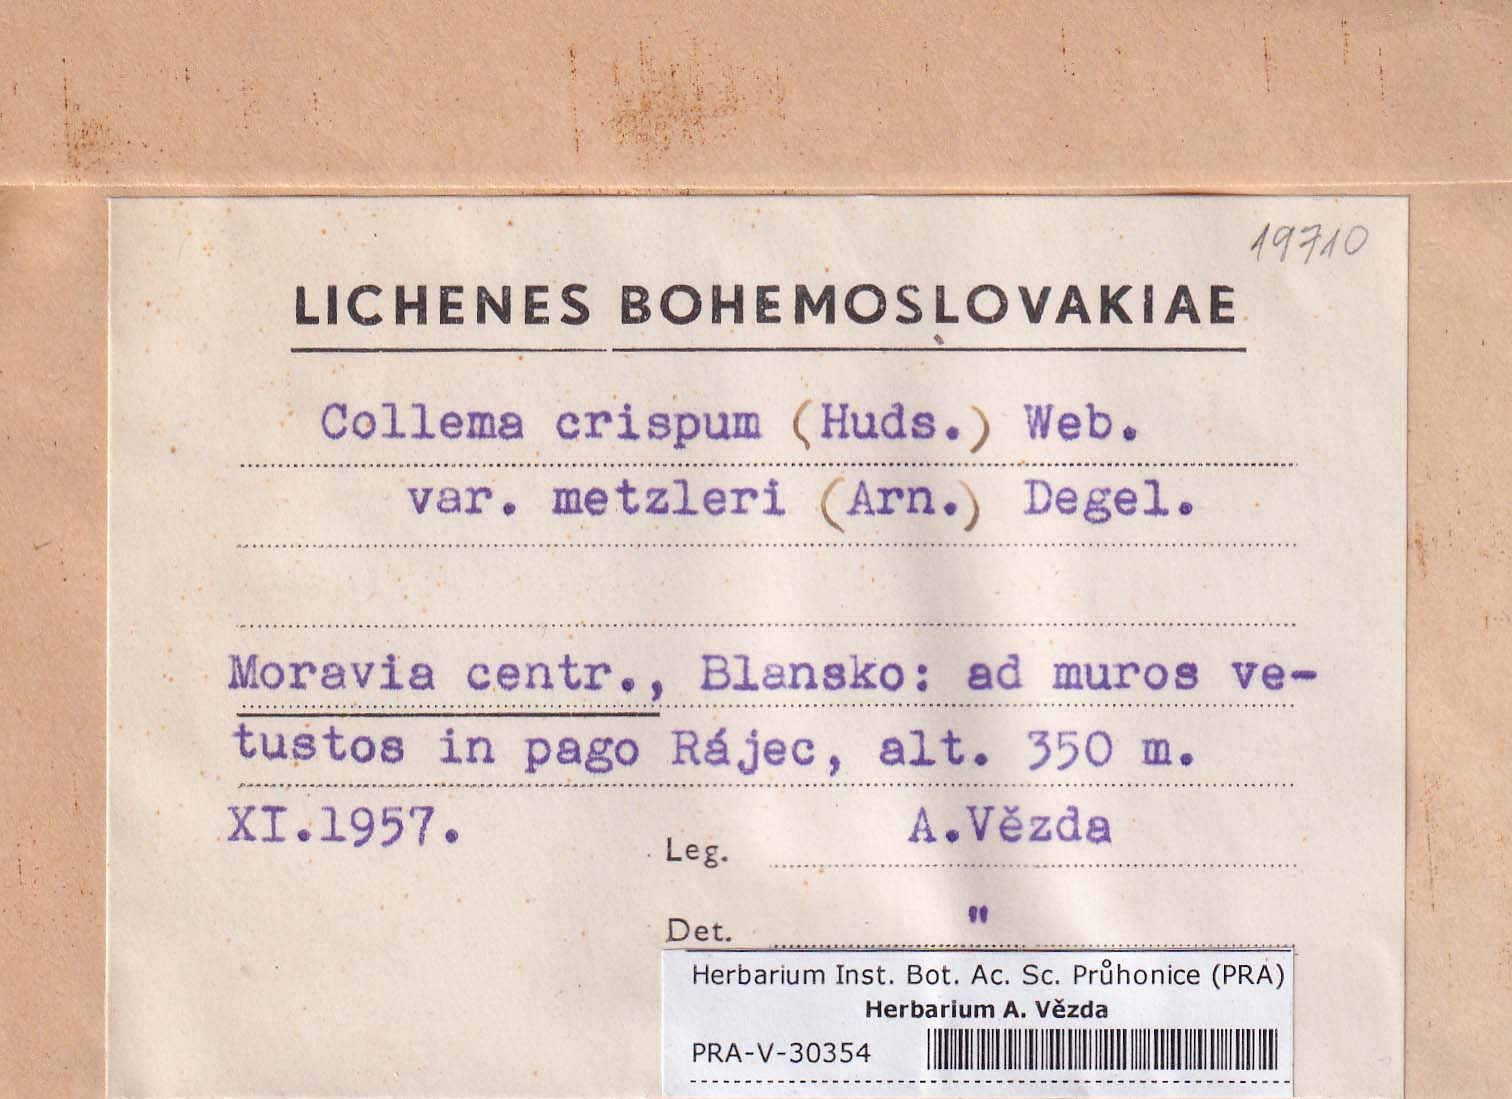 19710
LICHENES BOHEMOSLOVAKIAE
Collema crispum (Huds.) Web.
var. metzleri (Arn.) Degel.
Moravia centr., Blansko: ad muros ve-
tustos in pago Rájec, alt. 350 m.
XI.1957.
Leg. A.Vězda
Det. "
Herbarium Inst. Bot. Ac. Sc. Průhonice (PRA)
Herbarium A. Vězda
PRA-V-30354